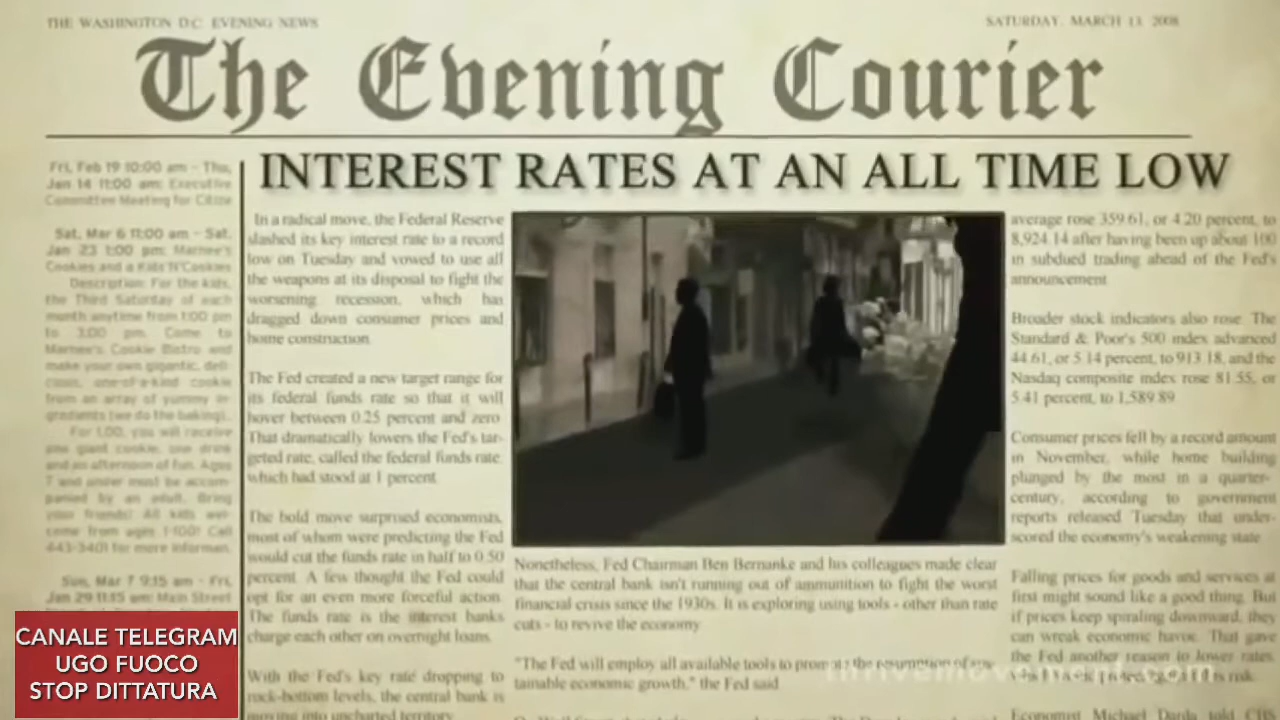 THE WASHINGTON D.C. EVENING NEWS
SATURDAY, MARCH 13, 2008
The Evening Courier
INTEREST RATES AT AN ALL TIME LOW
Fri, Feb 19 10:00 am - Thu,
Jan 14 11:00 am: Executive
Committee Meeting for Citize
Sat, Mar 6 11:00 am - Sat,
Jan 23 1:00 pm: Marnee's
Cookies and a Kids'N'Cookies
Description: For the kids,
the Third Saturday of each
month anytime from 1:00 pm
to 3:00 pm. Come to
Marnee's Cookie Bistro and
make your own gigantic, deli-
cious, one-of-a-kind cookie
from an array of yummy in-
gredients (we do the baking).
For 1.00, you will receive
one giant cookie, one drink
and an afternoon of fun. Ages
7 and under must be accom-
panied by an adult. Bring
your friends! All kids wel-
come from ages 1-100! Call
443-3401 for more informan.
Sun, Mar 7 9:15 am - Fri,
Jan 29 11:15 am: Main Street
In a radical move, the Federal Reserve
slashed its key interest rate to a record
low on Tuesday and vowed to use all
the weapons at its disposal to fight the
worsening recession, which has
dragged down consumer prices and
home construction.
The Fed created a new target range for
its federal funds rate so that it will
hover between 0.25 percent and zero.
That dramatically lowers the Fed's tar-
geted rate, called the federal funds rate,
which had stood at 1 percent.
The bold move surprised economists,
most of whom were predicting the Fed
would cut the funds rate in half to 0.50
percent. A few thought the Fed could
opt for an even more forceful action.
The funds rate is the interest banks
charge each other on overnight loans.
With the Fed's key rate dropping to
rock-bottom levels, the central bank is
moving into uncharted territory.
Nonetheless, Fed Chairman Ben Bernanke and his colleagues made clear
that the central bank isn't running out of ammunition to fight the worst
financial crisis since the 1930s. It is exploring using tools - other than rate
cuts - to revive the economy.
"The Fed will employ all available tools to promote the resumption of sus-
tainable economic growth," the Fed said.
average rose 359.61, or 4.20 percent, to
8,924.14 after having been up about 100
in subdued trading ahead of the Fed's
announcement.
Broader stock indicators also rose. The
Standard & Poor's 500 index advanced
44.61, or 5.14 percent, to 913.18, and the
Nasdaq composite index rose 81.55, or
5.41 percent, to 1,589.89.
Consumer prices fell by a record amount
in November, while home building
plunged by the most in a quarter-
century, according to government
reports released Tuesday that under-
scored the economy's weakening state.
Falling prices for goods and services at
first might sound like a good thing. But
if prices keep spiraling downward, they
can wreak economic havoc. That gave
the Fed another reason to lower rates,
Economist Michael Darda told CBS
thrivemovement.com
CANALE TELEGRAM
UGO FUOCO
STOP DITTATURA